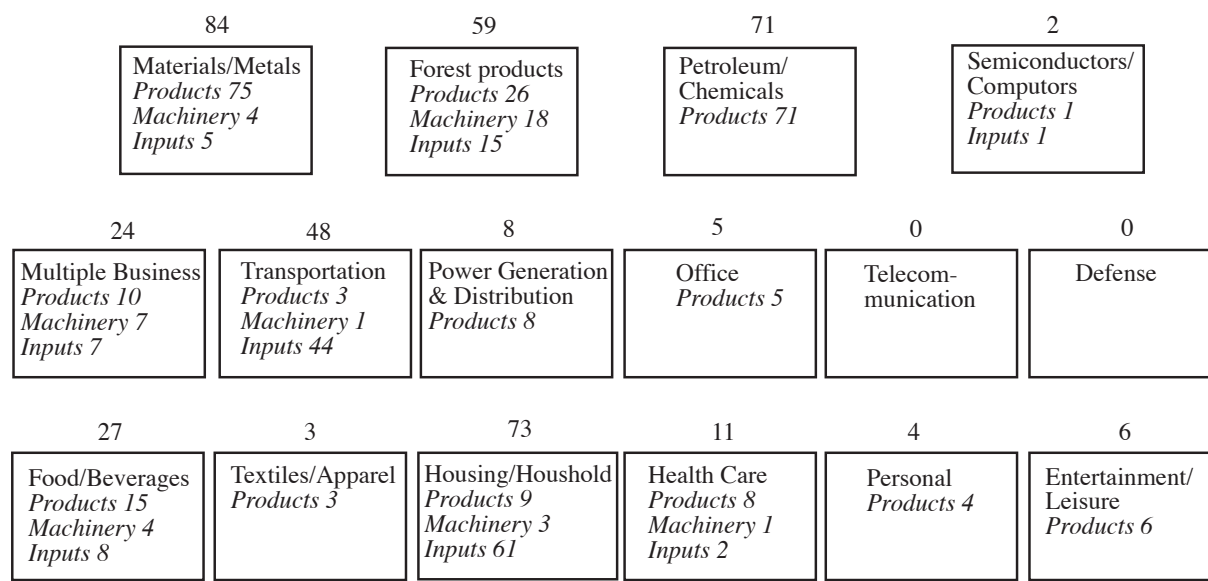 84
59
71
2
Materials/Metals
Products 75
Machinery 4
Inputs 5
Forest products
Products 26
Machinery 18
Inputs 15
Petroleum/
Chemicals
Products 71
Semiconductors/
Computors
Products 1
Inputs 1
24
48
8
5
0
0
Multiple Business
Products 10
Machinery 7
Inputs 7
Transportation
Products 3
Machinery 1
Inputs 44
Power Generation
& Distribution
Products 8
Office
Products 5
Telecom-
munication
Defense
27
3
73
11
4
6
Food/Beverages
Products 15
Machinery 4
Inputs 8
Textiles/Apparel
Products 3
Housing/Houshold
Products 9
Machinery 3
Inputs 61
Health Care
Products 8
Machinery 1
Inputs 2
Personal
Products 4
Entertainment/
Leisure
Products 6